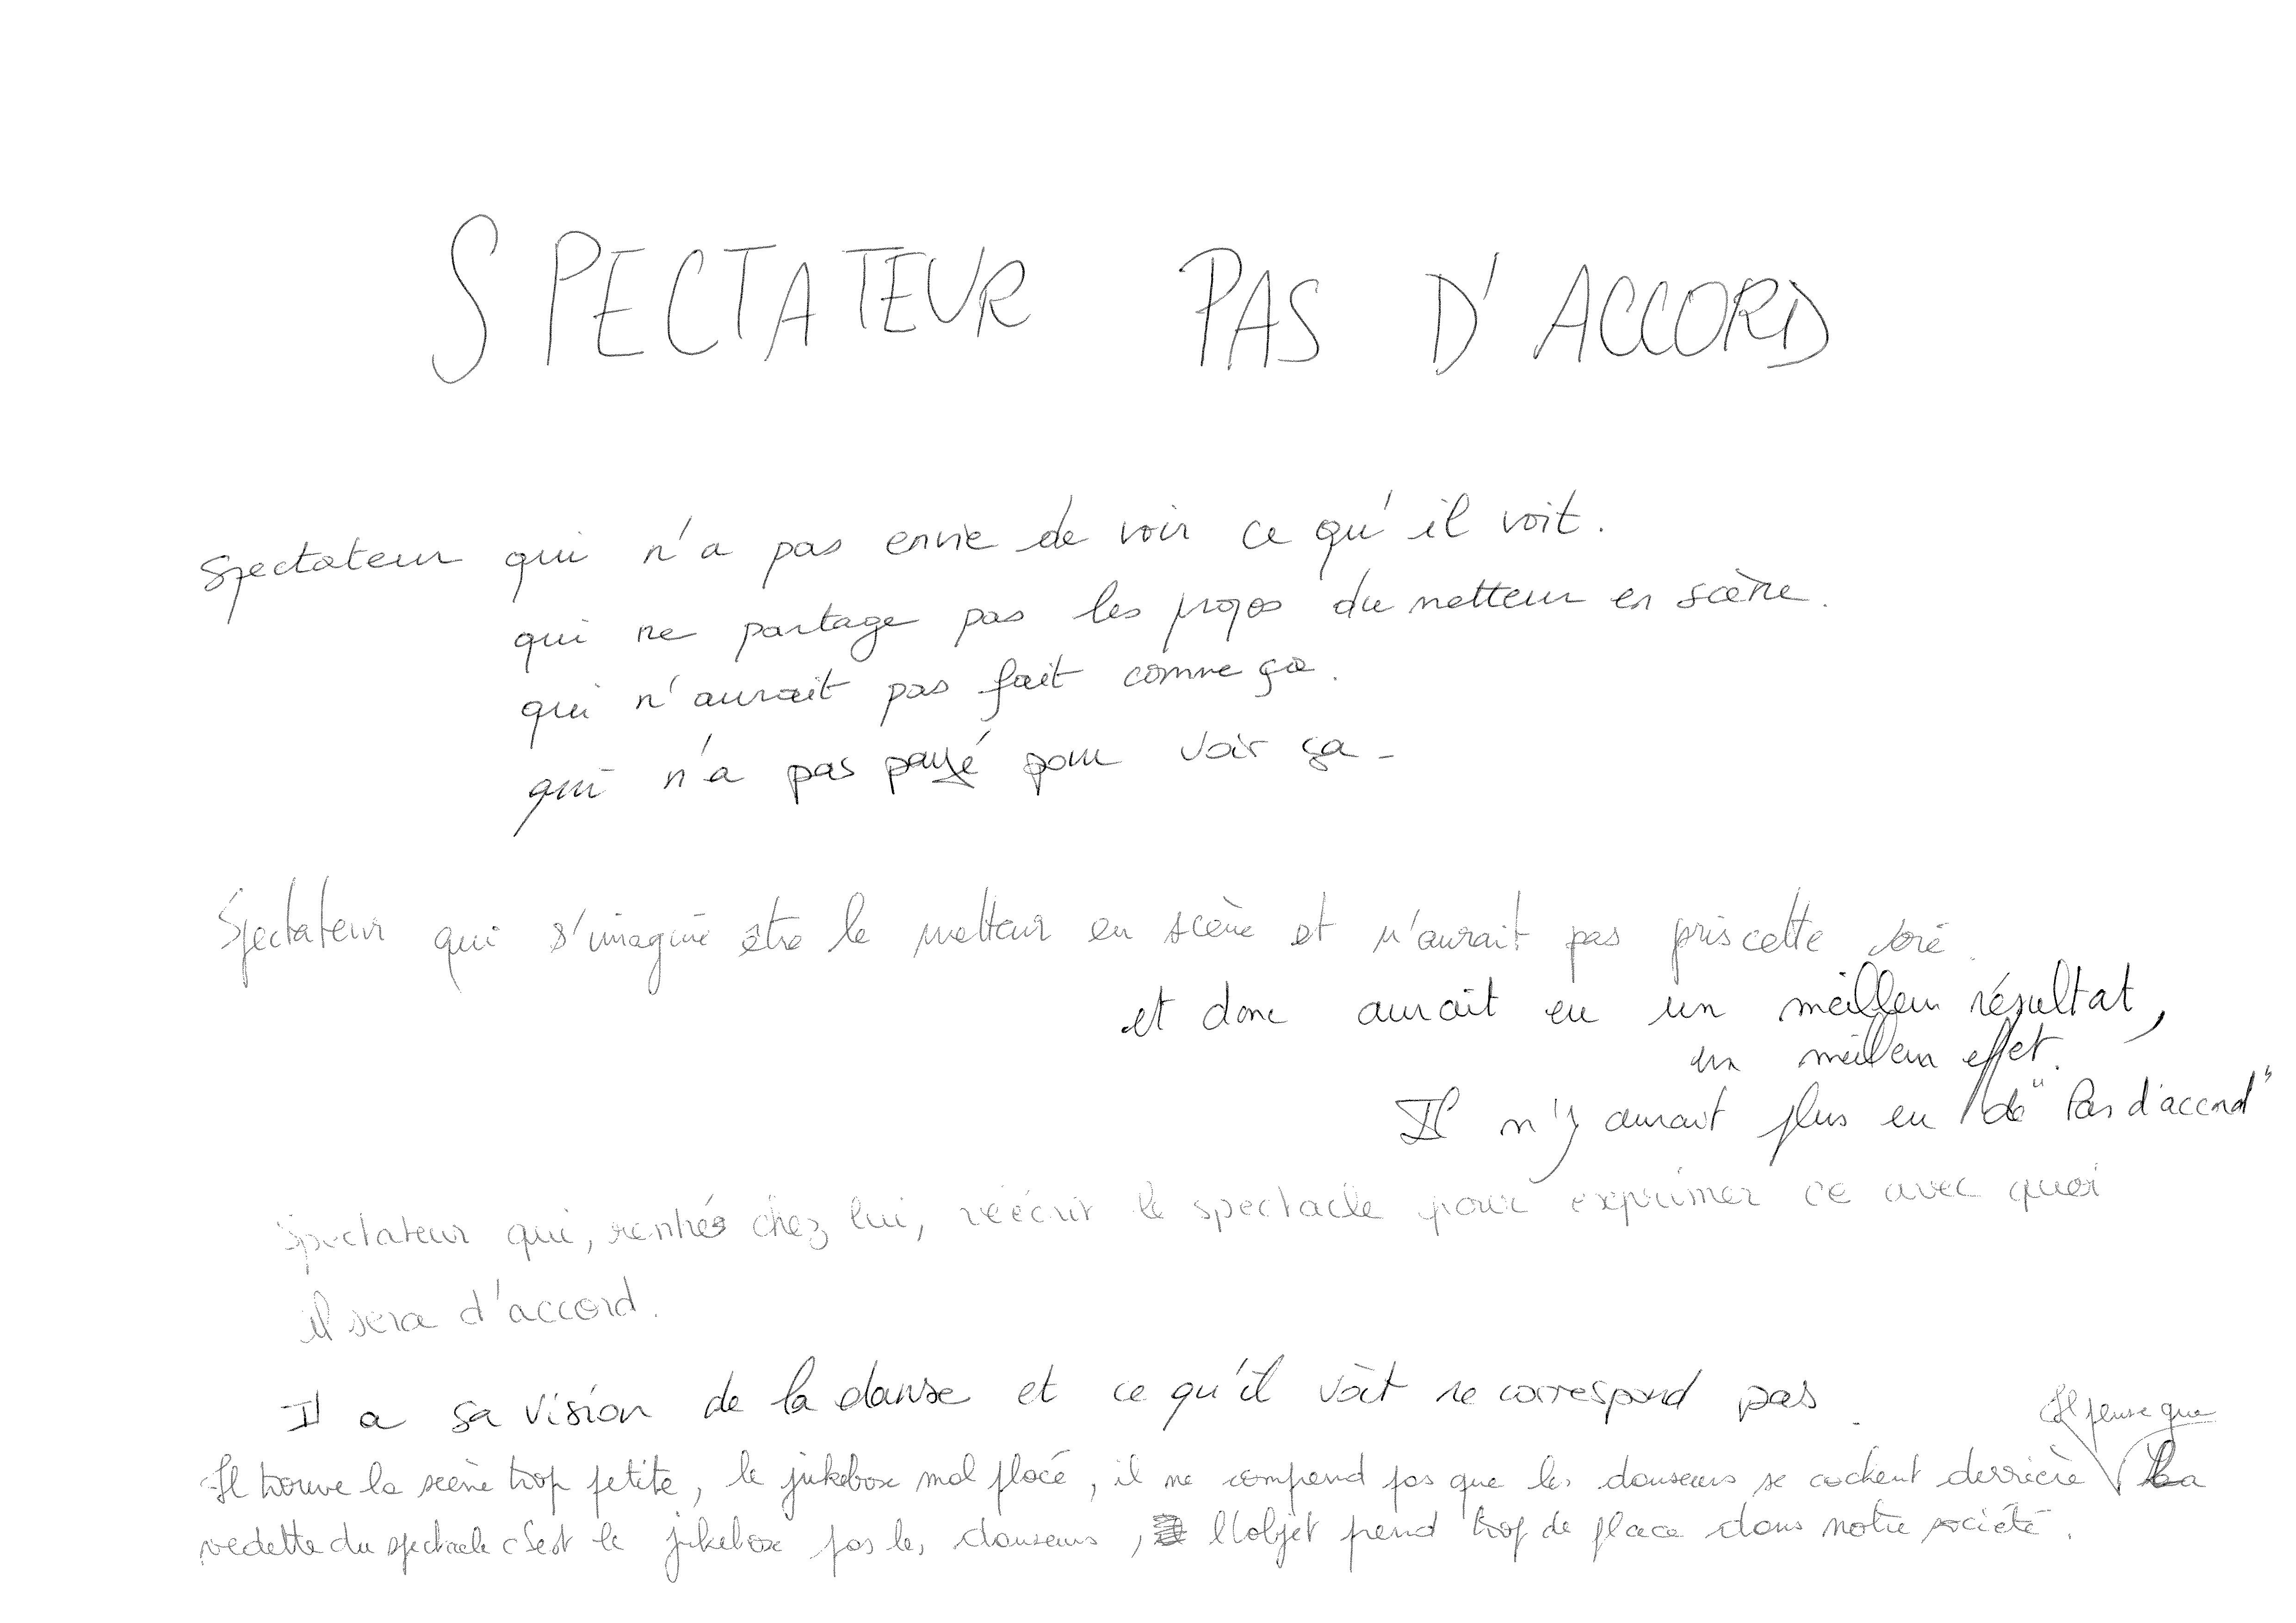 SPECTATEUR PAS D'ACCORD
Spectateur qui n'a pas envie de voir ce qu'il voit.
qui ne partage pas les propos du metteur en scène.
qui n'aurait pas fait comme ça.
qui n'a pas payé pour voir ça -
Spectateur qui s'imagine être le metteur en scène et n'aurait pas pris cette
et donc aurait eu un meilleur résultat,
un meilleur effet.
Il n'y aurait plus eu de "Pas d'accord"
Spectateur qui, rentré chez lui, réécrit le spectacle pour exprimer ce avec quoi
il sera d'accord.
Il a sa vision de la danse et ce qu'il voit ne correspond pas.
Il pense que
Il trouve la scène trop petite, le jukebox mal placé, il ne comprend pas que les danseurs se cachent derrière La
vedette du spectacle c'est le jukebox pas les danseurs, l'objet prend trop de place dans notre société.